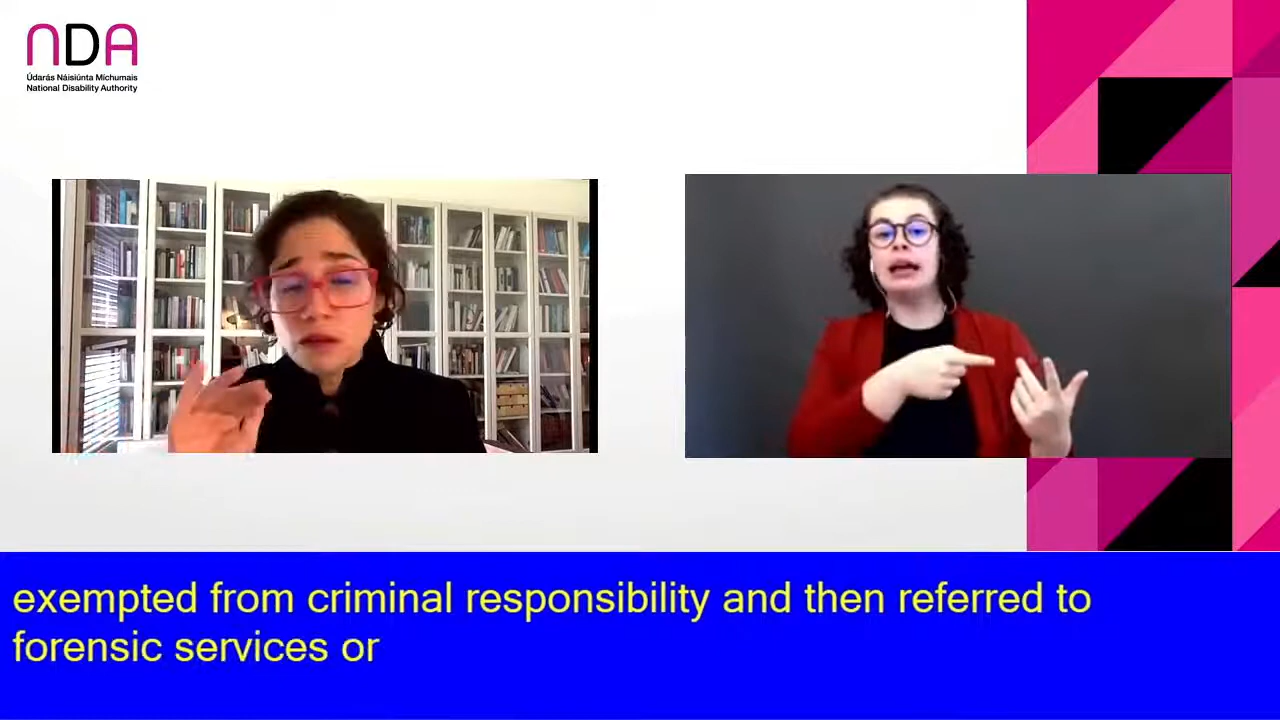 NDA
Údarás Náisiúnta Míchumais
National Disability Authority
exempted from criminal responsibility and then referred to
forensic services or